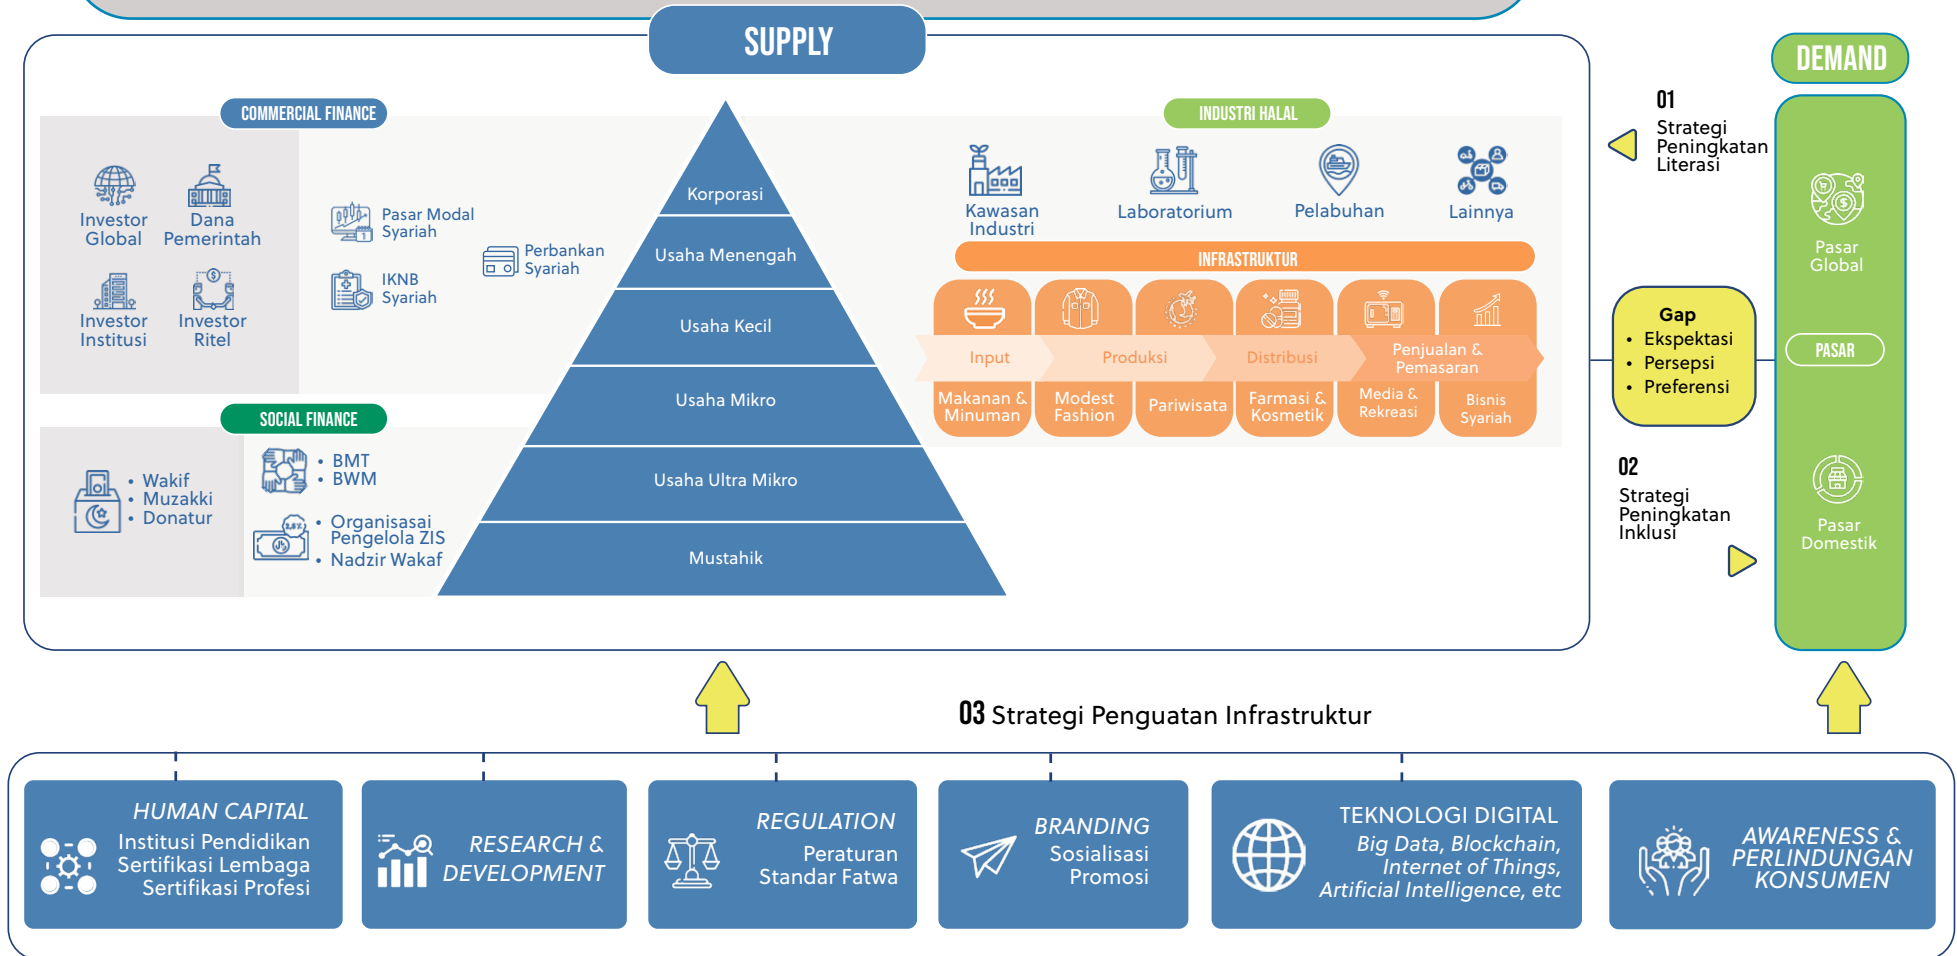 SUPPLY
DEMAND
COMMERCIAL FINANCE
Investor
Global
Dana
Pemerintah
Investor
Institusi
Investor
Ritel
Pasar Modal
Syariah
IKNB
Syariah
Perbankan
Syariah
SOCIAL FINANCE
• Wakif
• Muzakki
• Donatur
• BMT
• BWM
2,5%
• Organisasai
Pengelola ZIS
• Nadzir Wakaf
Korporasi
Usaha Menengah
Usaha Kecil
Usaha Mikro
Usaha Ultra Mikro
Mustahik
INDUSTRI HALAL
Kawasan
Industri
Laboratorium
Pelabuhan
Lainnya
INFRASTRUKTUR
Input
Produksi
Distribusi
Penjualan &
Pemasaran
Makanan &
Minuman
Modest
Fashion
Pariwisata
Farmasi &
Kosmetik
Media &
Rekreasi
Bisnis
Syariah
01
Strategi
Peningkatan
Literasi
Gap
• Ekspektasi
• Persepsi
• Preferensi
02
Strategi
Peningkatan
Inklusi
Pasar
Global
PASAR
Pasar
Domestik
03 Strategi Penguatan Infrastruktur
HUMAN CAPITAL
Institusi Pendidikan
Sertifikasi Lembaga
Sertifikasi Profesi
RESEARCH &
DEVELOPMENT
REGULATION
Peraturan
Standar Fatwa
BRANDING
Sosialisasi
Promosi
TEKNOLOGI DIGITAL
Big Data, Blockchain,
Internet of Things,
Artificial Intelligence, etc
AWARENESS &
PERLINDUNGAN
KONSUMEN